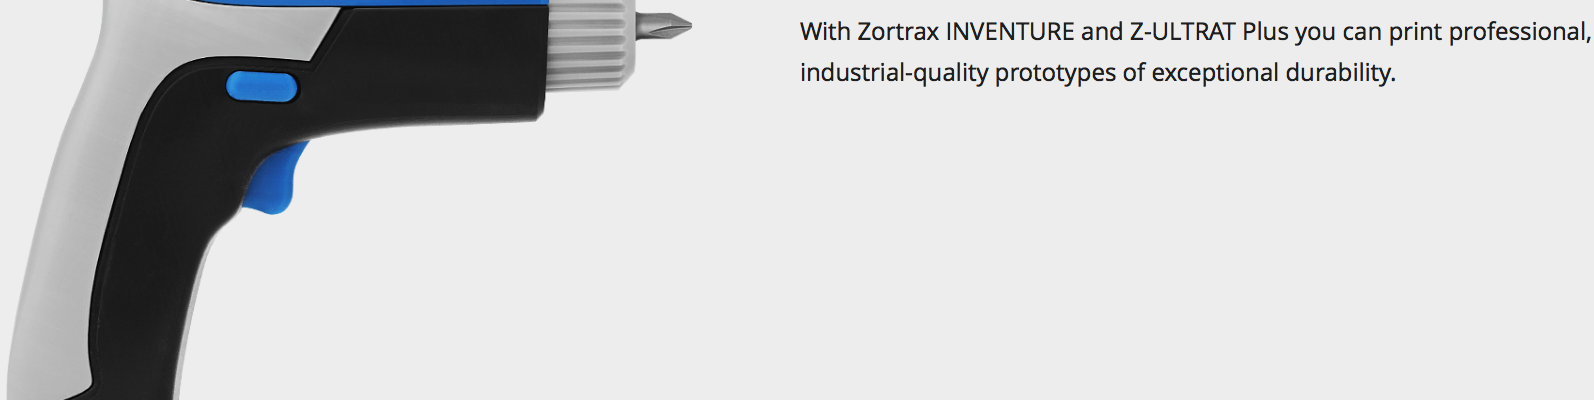 With Zortrax INVENTURE and Z-ULTRAT Plus you can print professional,
industrial-quality prototypes of exceptional durability.